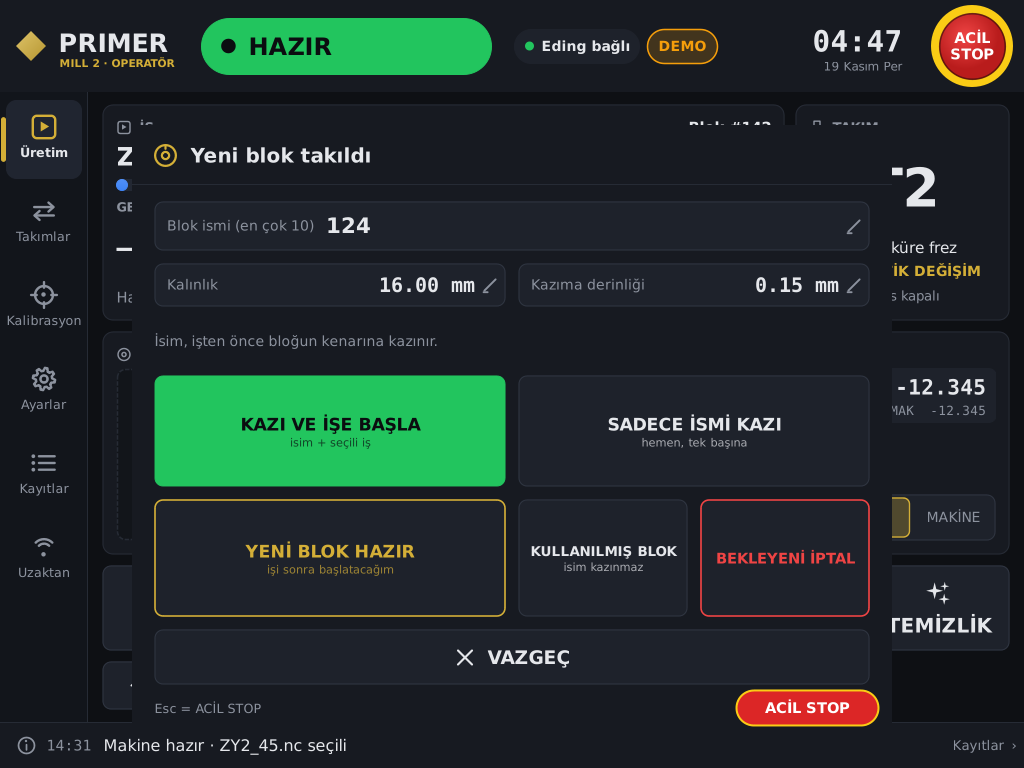 PRIMER
MILL 2 · OPERATÖR
HAZIR
Eding bağlı
DEMO
04:47
19 Kasım Per
ACİL
STOP
Üretim
Takımlar
Kalibrasyon
Ayarlar
Kayıtlar
Uzaktan
Yeni blok takıldı
Blok ismi (en çok 10) 124
Kalınlık 16.00 mm
Kazıma derinliği 0.15 mm
İsim, işten önce bloğun kenarına kazınır.
KAZI VE İŞE BAŞLA
isim + seçili iş
SADECE İSMİ KAZI
hemen, tek başına
YENİ BLOK HAZIR
işi sonra başlatacağım
KULLANILMIŞ BLOK
isim kazınmaz
BEKLEYENİ İPTAL
VAZGEÇ
Esc = ACİL STOP
ACİL STOP
küre frez
DEĞİŞİM
kapalı
-12.345
-12.345
MAKİNE
TEMİZLİK
14:31 Makine hazır · ZY2_45.nc seçili
Kayıtlar ›